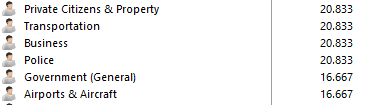 Private Citizens & Property 20.833
Transportation 20.833
Business 20.833
Police 20.833
Government (General) 16.667
Airports & Aircraft 16.667